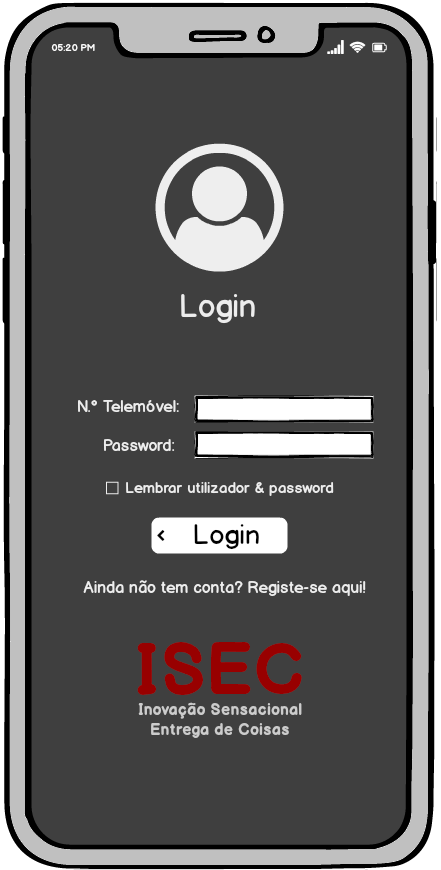 05:20 PM
Login
N.º Telemóvel:
Password:
Lembrar utilizador & password
Login
Ainda não tem conta? Registe-se aqui!
ISEC
Inovação Sensacional
Entrega de Coisas